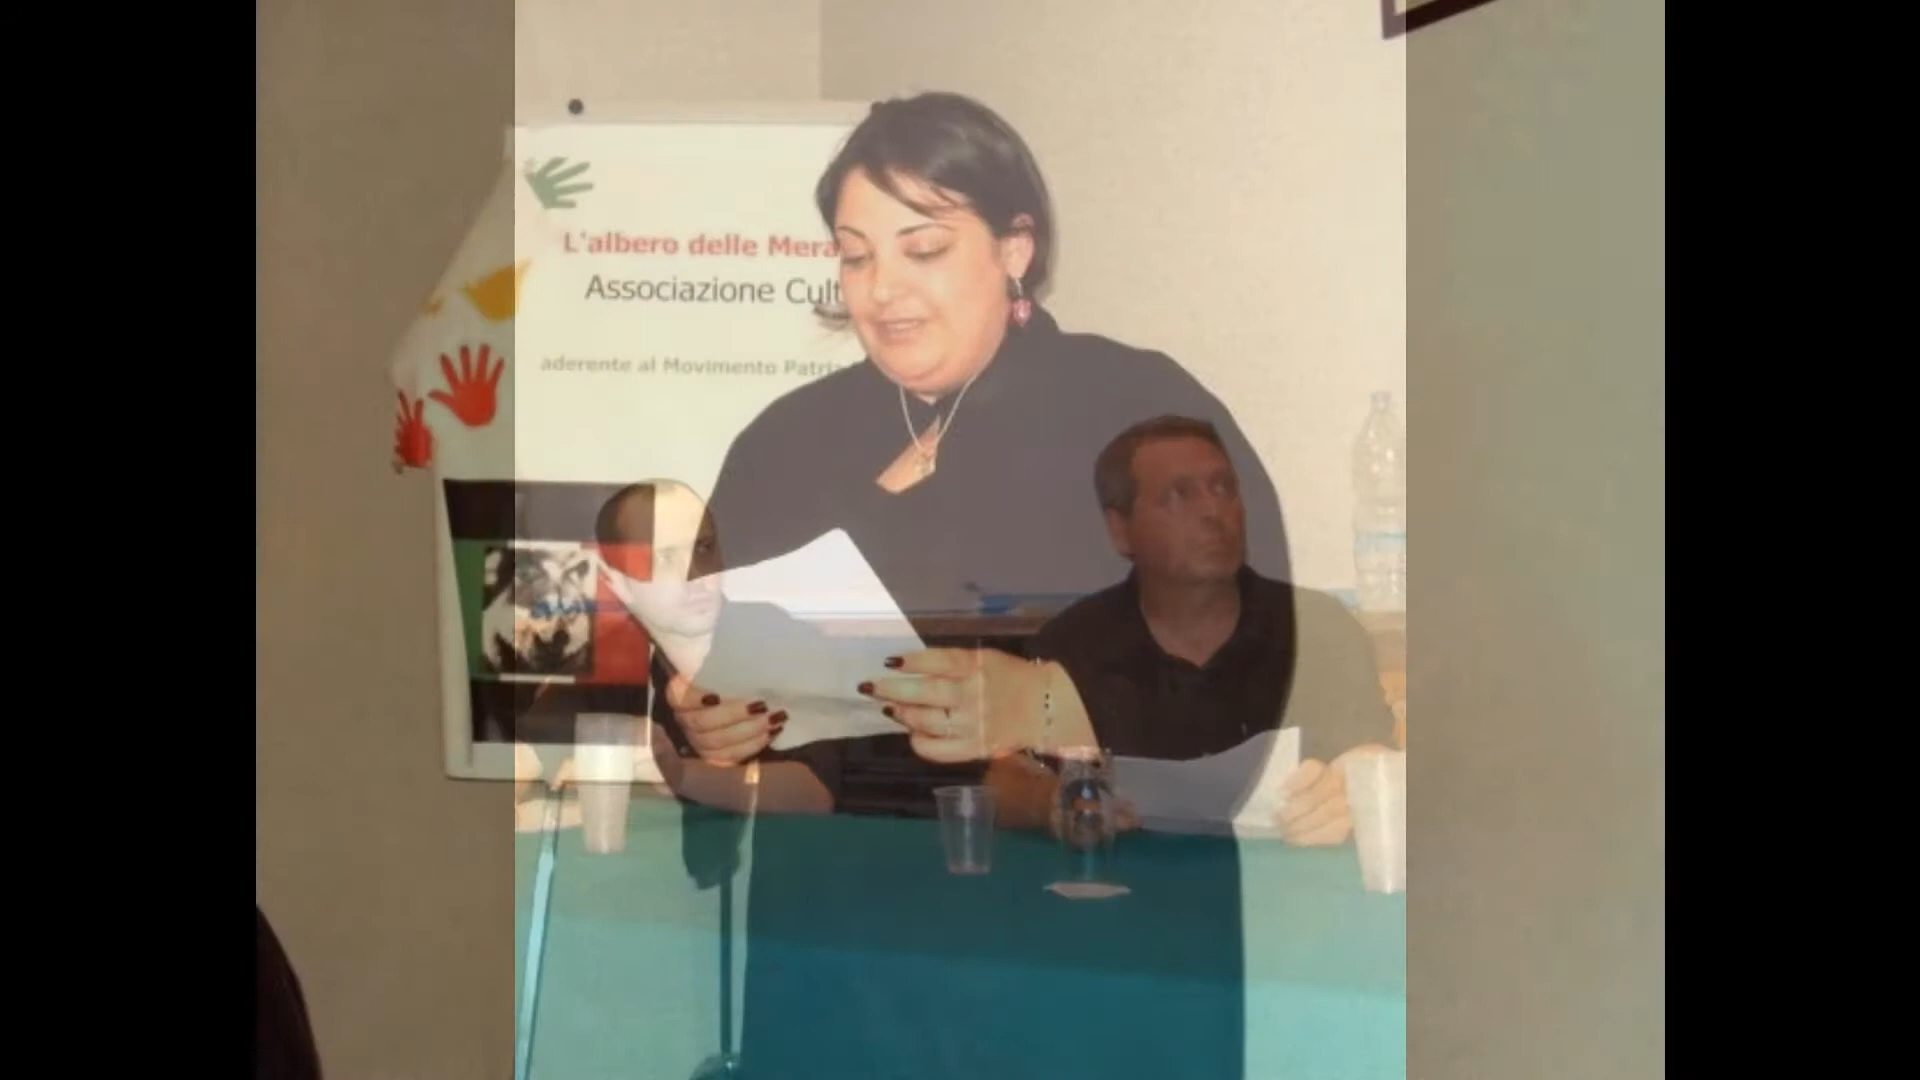 L'albero delle Mera
Associazione Cult
aderente al Movimento Patria